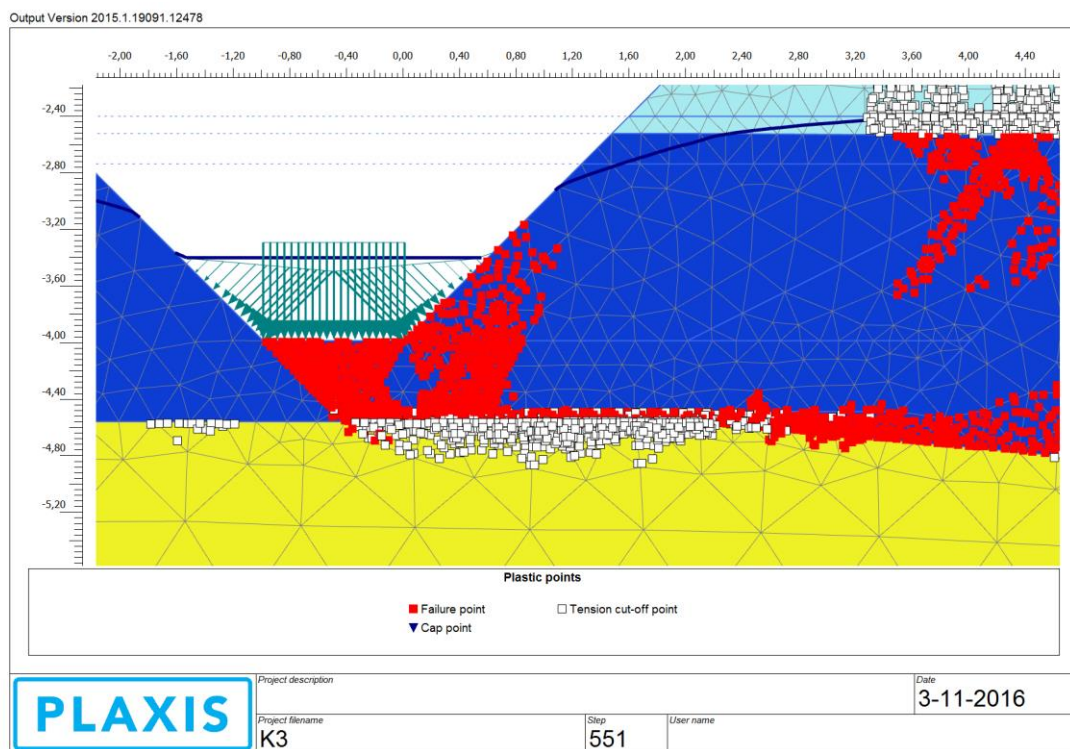 Output Version 2015.1.19091.12478
-2,00 -1,60 -1,20 -0,80 -0,40 0,00 0,40 0,80 1,20 1,60 2,00 2,40 2,80 3,20 3,60 4,00 4,40
-2,40
-2,80
-3,20
-3,60
-4,00
-4,40
-4,80
-5,20
Plastic points
Failure point Tension cut-off point
Cap point
PLAXIS
Project description
Date
3-11-2016
Project filename
K3
Step
551
User name